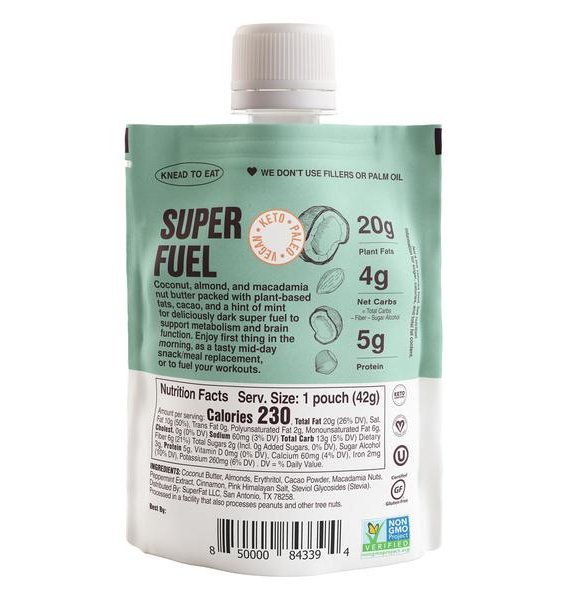 KNEAD TO EAT
WE DON'T USE FILLERS OR PALM OIL
SUPER
FUEL
KETO • PALEO • VEGAN •
Coconut, almond, and macadamia
nut butter packed with plant-based
fats, cacao, and a hint of mint
for deliciously dark super fuel to
support metabolism and brain
function. Enjoy first thing in the
morning, as a tasty mid-day
snack/meal replacement,
or to fuel your workouts.
20g
Plant Fats
4g
Net Carbs
= Total Carbs
– Fiber – Sugar Alcohol
5g
Protein
Nutrition Facts Serv. Size: 1 pouch (42g)
Amount per serving: Calories 230, Total Fat 20g (26% DV), Sat.
Fat 10g (50%), Trans Fat 0g, Polyunsaturated Fat 2g, Monounsaturated Fat 6g,
Cholest. 0g (0% DV) Sodium 60mg (3% DV) Total Carb 13g (5% DV) Dietary
Fiber 6g (21%) Total Sugars 2g (Incl. 0g Added Sugars, 0% DV), Sugar Alcohol
3g, Protein 5g, Vitamin D 0mg (0% DV), Calcium 60mg (4% DV), Iron 2mg
(10% DV), Potassium 260mg (6% DV). DV = % Daily Value.
INGREDIENTS: Coconut Butter, Almonds, Erythritol, Cacao Powder, Macadamia Nuts,
Peppermint Extract, Cinnamon, Pink Himalayan Salt, Steviol Glycosides (Stevia).
Distributed By: SuperFat LLC, San Antonio, TX 78258.
Processed in a facility that also processes peanuts and other tree nuts.
Best By:
KETO
V
U
Certified
GF
Gluten-Free
NON
GMO
Project
VERIFIED
nongmoproject.org
8 50000 84339 4